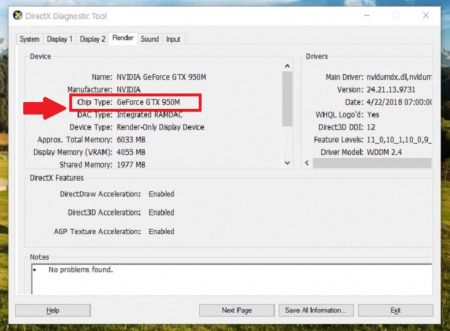 DirectX Diagnostic Tool
System Display 1 Display 2 Render Sound Input
Device
Name: NVIDIA GeForce GTX 950M
Manufacturer: NVIDIA
Chip Type: GeForce GTX 950M
DAC Type: Integrated RAMDAC
Device Type: Render-Only Display Device
Approx. Total Memory: 6033 MB
Display Memory (VRAM): 4055 MB
Shared Memory: 1977 MB
Drivers
Main Driver: nvldumdx.dll,nvldumdx
Version: 24.21.13.9731
Date: 4/22/2018 07:00:00
WHQL Logo'd: Yes
Direct3D DDI: 12
Feature Levels: 11_0,10_1,10_0,9_
Driver Model: WDDM 2.4
DirectX Features
DirectDraw Acceleration: Enabled
Direct3D Acceleration: Enabled
AGP Texture Acceleration: Enabled
Notes
• No problems found.
Help Next Page Save All Information... Exit